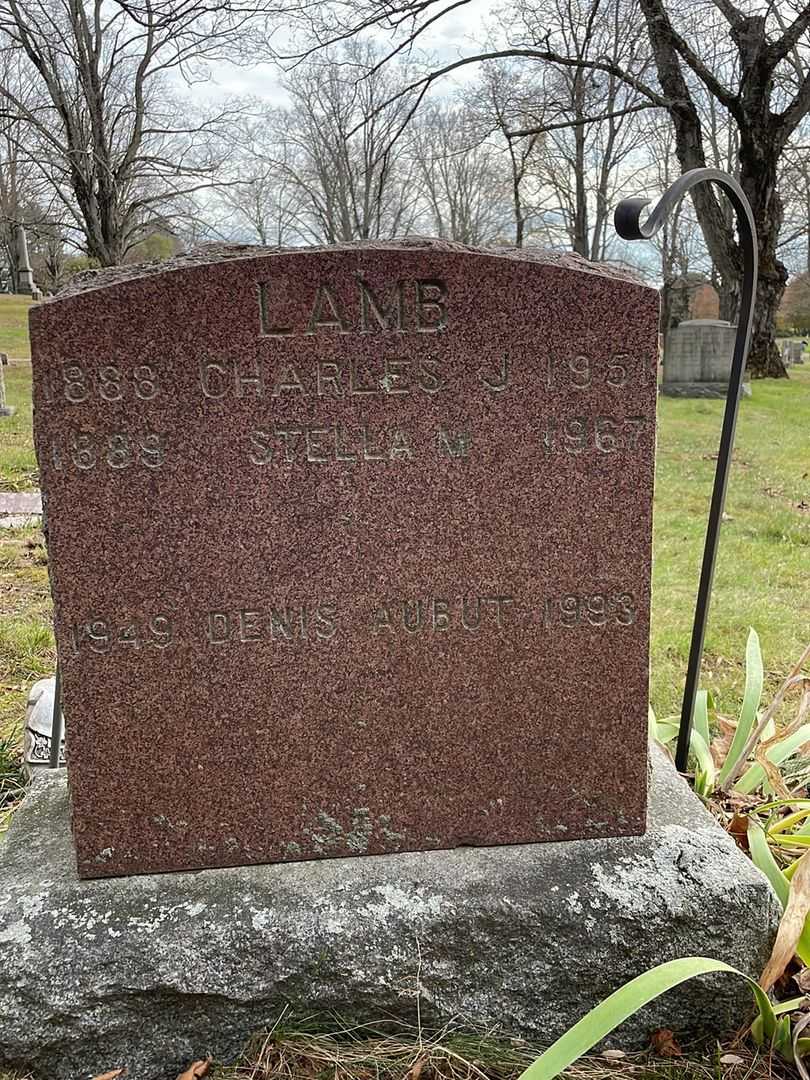 LAMB
1888 CHARLES J 1951
1889 STELLA M 1967
1949 DENIS AUBUT 1993